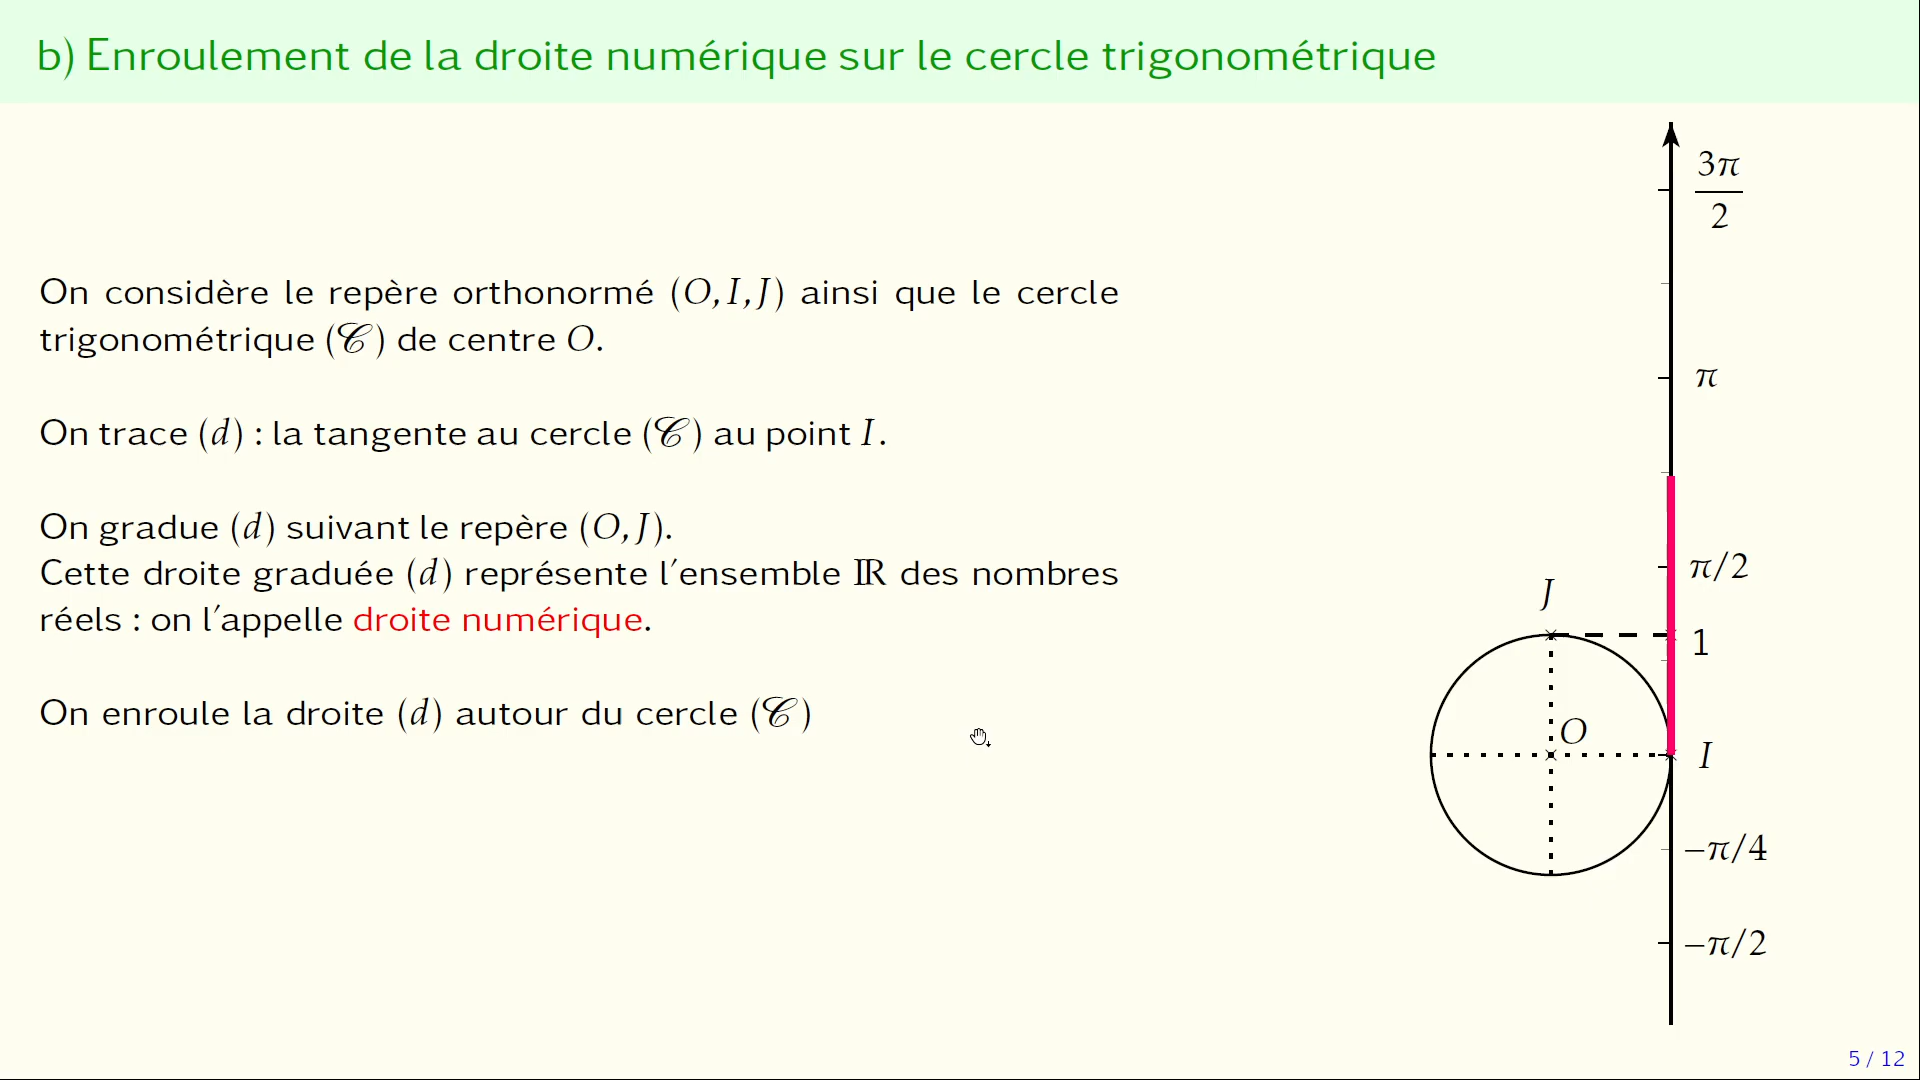 b) Enroulement de la droite numérique sur le cercle trigonométrique
On considère le repère orthonormé (O, I, J) ainsi que le cercle
trigonométrique (𝒞) de centre O.
On trace (d) : la tangente au cercle (𝒞) au point I.
On gradue (d) suivant le repère (O, J).
Cette droite graduée (d) représente l'ensemble ℝ des nombres
réels : on l'appelle droite numérique.
On enroule la droite (d) autour du cercle (𝒞)
3π
2
π
π/2
J
1
O
I
−π/4
−π/2
5 / 12